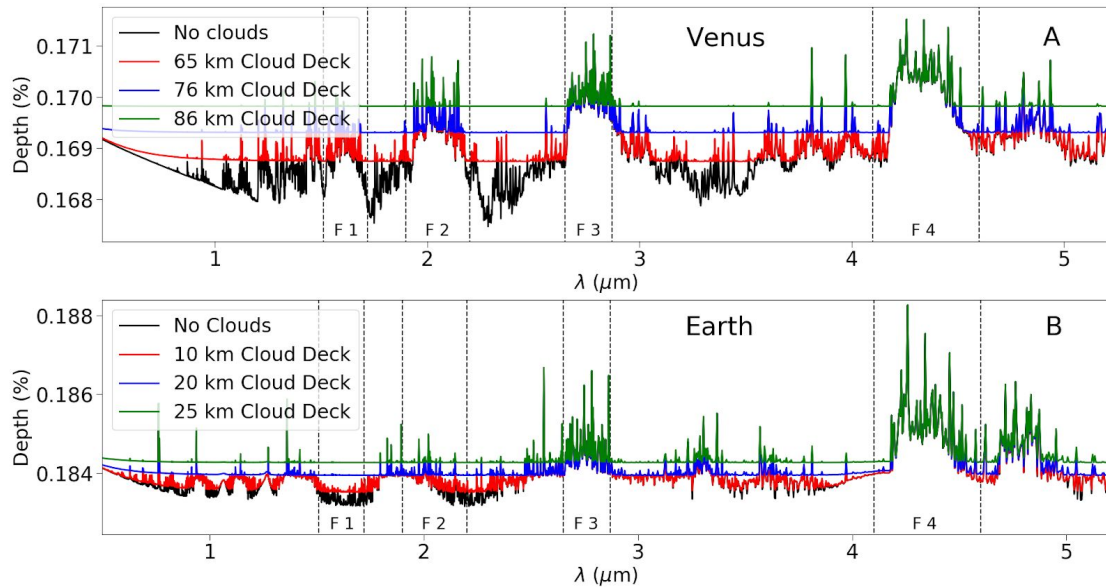 No clouds
65 km Cloud Deck
76 km Cloud Deck
86 km Cloud Deck
Venus
A
0.171
0.170
0.169
0.168
Depth (%)
F 1
F 2
F 3
F 4
1
2
3
4
5
λ (μm)
No Clouds
10 km Cloud Deck
20 km Cloud Deck
25 km Cloud Deck
Earth
B
0.188
0.186
0.184
Depth (%)
F 1
F 2
F 3
F 4
1
2
3
4
5
λ (μm)